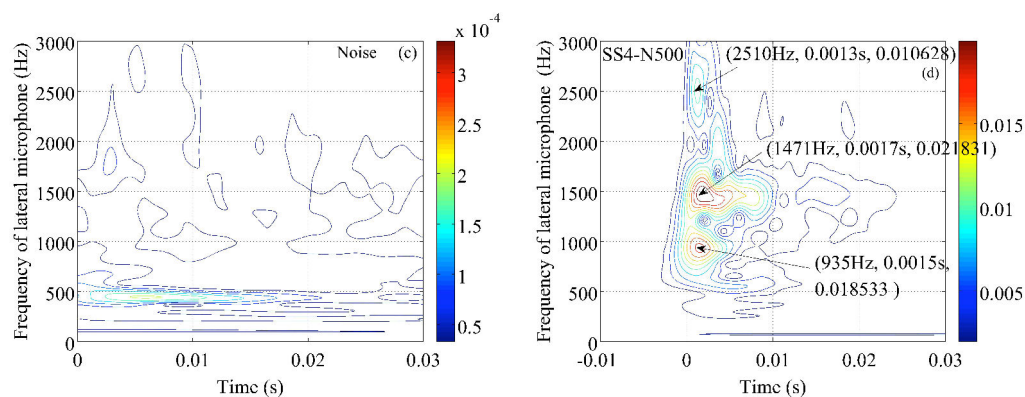 Frequency of lateral microphone (Hz)
3000
2500
2000
1500
1000
500
0
Noise (c)
0 0.01 0.02 0.03
Time (s)
x 10⁻⁴
3
2.5
2
1.5
1
0.5
Frequency of lateral microphone (Hz)
3000
2500
2000
1500
1000
500
0
SS4-N500 (2510Hz, 0.0013s, 0.010628)
(d)
(1471Hz, 0.0017s, 0.021831)
(935Hz, 0.0015s,
0.018533 )
-0.01 0 0.01 0.02 0.03
Time (s)
0.015
0.01
0.005